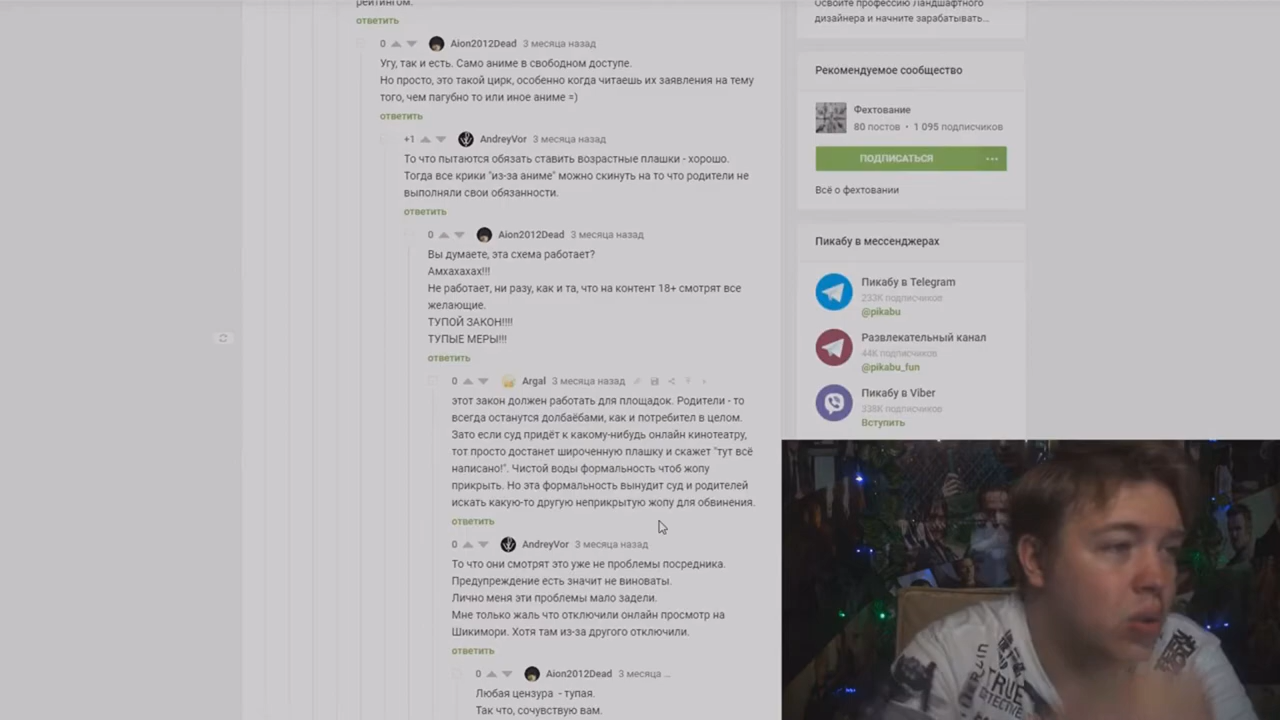 рейтингом.
ответить
0 Aion2012Dead 3 месяца назад
Угу, так и есть. Само аниме в свободном доступе.
Но просто, это такой цирк, особенно когда читаешь их заявления на тему
того, чем пагубно то или иное аниме =)
ответить
+1 AndreyVor 3 месяца назад
То что пытаются обязать ставить возрастные плашки - хорошо.
Тогда все крики "из-за аниме" можно скинуть на то что родители не
выполняли свои обязанности.
ответить
0 Aion2012Dead 3 месяца назад
Вы думаете, эта схема работает?
Амхахахах!!!
Не работает, ни разу, как и та, что на контент 18+ смотрят все
желающие.
ТУПОЙ ЗАКОН!!!!
ТУПЫЕ МЕРЫ!!!
ответить
0 Argal 3 месяца назад
этот закон должен работать для площадок. Родители - то
всегда останутся долбаёбами, как и потребител в целом.
Зато если суд придёт к какому-нибудь онлайн кинотеатру,
тот просто достанет широченную плашку и скажет "тут всё
написано!". Чистой воды формальность чтоб жопу
прикрыть. Но эта формальность вынудит суд и родителей
искать какую-то другую неприкрытую жопу для обвинения.
ответить
0 AndreyVor 3 месяца назад
То что они смотрят это уже не проблемы посредника.
Предупреждение есть значит не виноваты.
Лично меня эти проблемы мало задели.
Мне только жаль что отключили онлайн просмотр на
Шикимори. Хотя там из-за другого отключили.
ответить
0 Aion2012Dead 3 месяца ...
Любая цензура - тупая.
Так что, сочувствую вам.
Освойте профессию Ландшафтного
дизайнера и начните зарабатывать...
Рекомендуемое сообщество
Фехтование
80 постов • 1 095 подписчиков
ПОДПИСАТЬСЯ ...
Всё о фехтовании
Пикабу в мессенджерах
Пикабу в Telegram
233K подписчиков
@pikabu
Развлекательный канал
44K подписчиков
@pikabu_fun
Пикабу в Viber
338K подписчиков
Вступить
TRUE
DETECTIVE